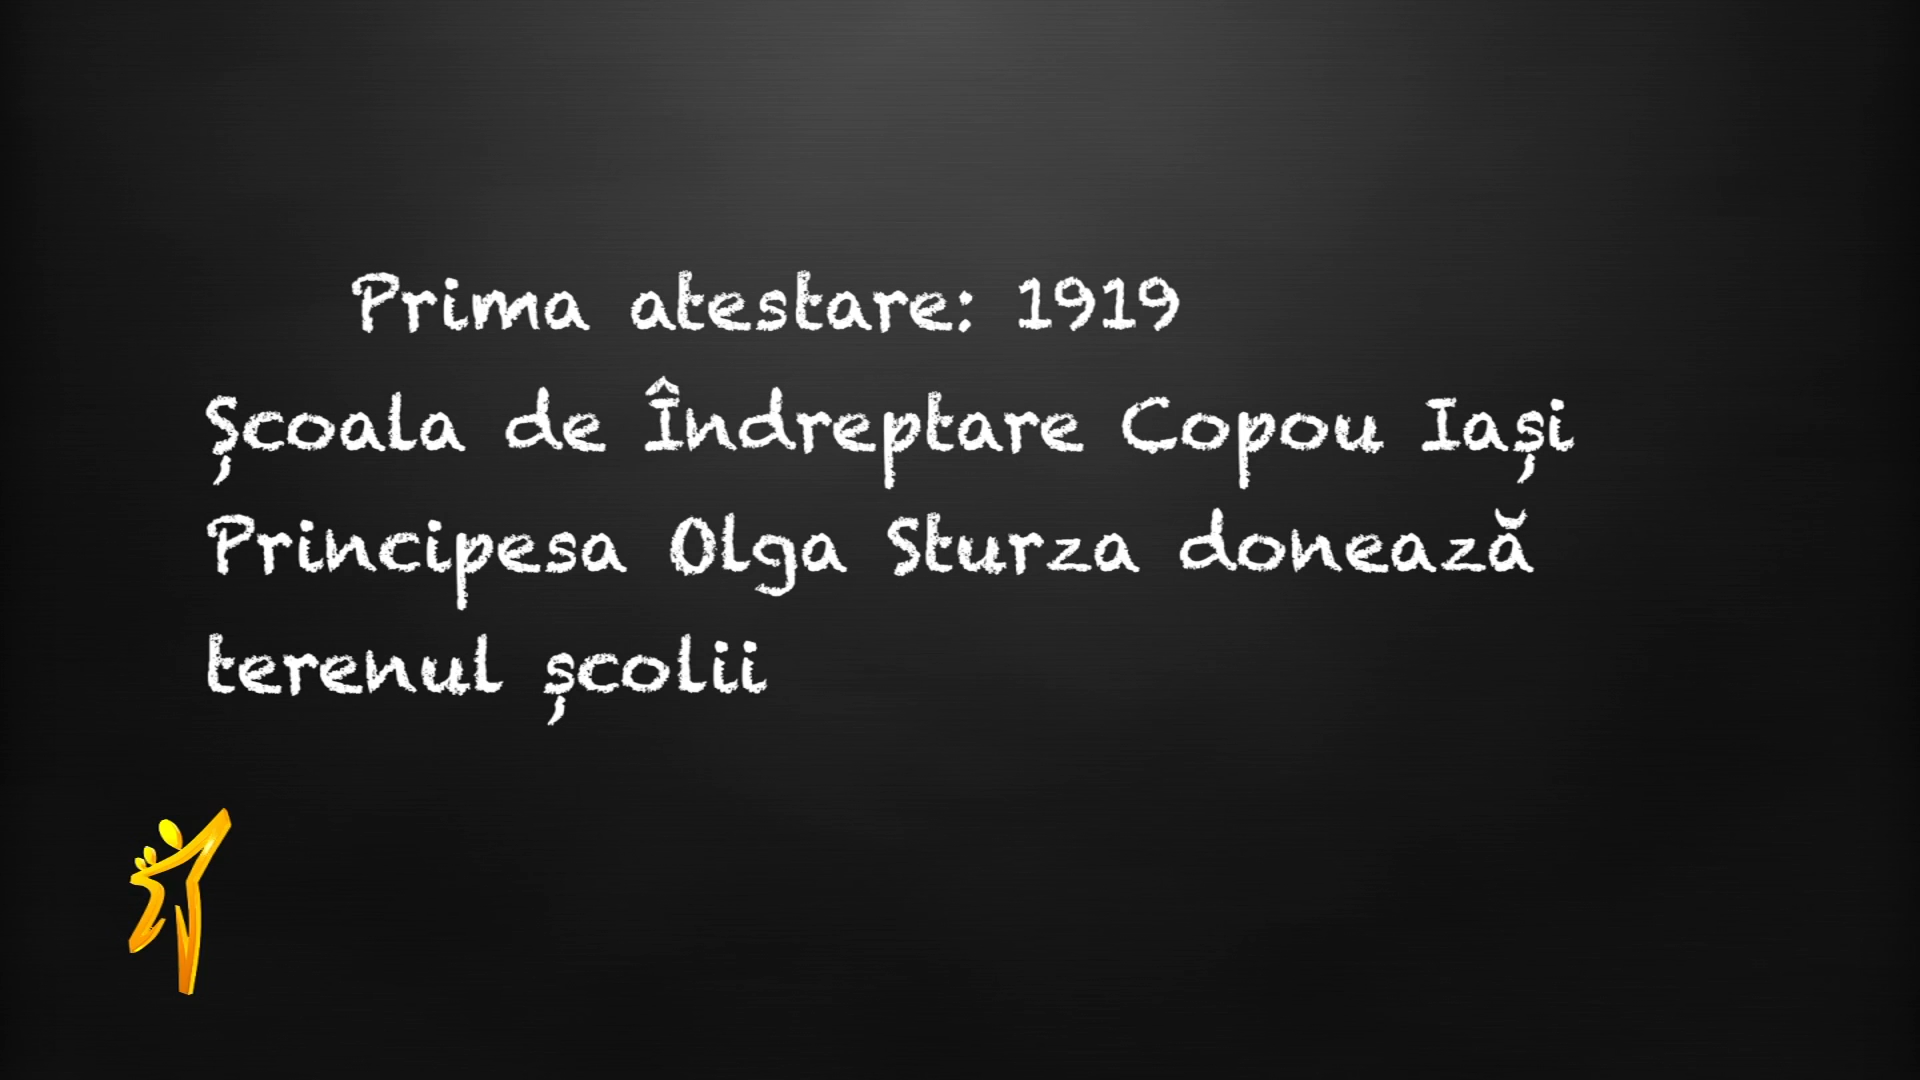 Prima atestare: 1919
Școala de Îndreptare Copou Iași
Principesa Olga Sturza donează
terenul școlii